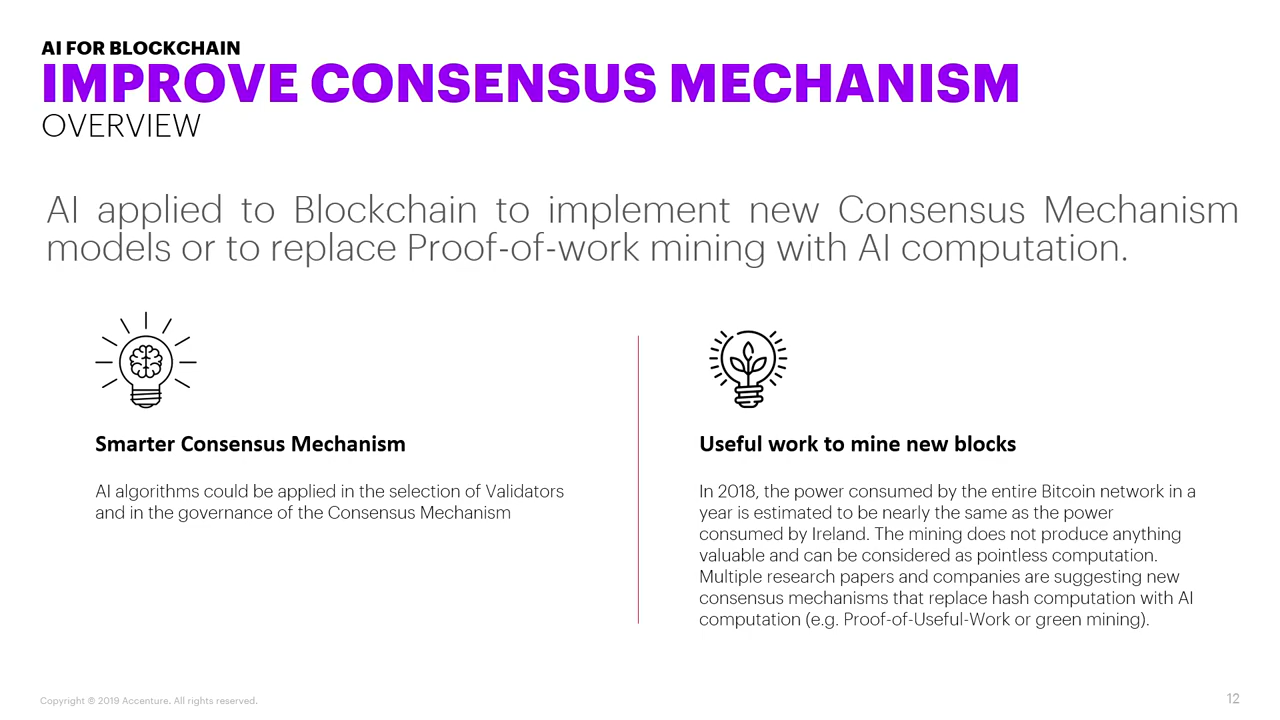 AI FOR BLOCKCHAIN
IMPROVE CONSENSUS MECHANISM
OVERVIEW
AI applied to Blockchain to implement new Consensus Mechanism
models or to replace Proof-of-work mining with AI computation.
Smarter Consensus Mechanism
AI algorithms could be applied in the selection of Validators
and in the governance of the Consensus Mechanism
Useful work to mine new blocks
In 2018, the power consumed by the entire Bitcoin network in a
year is estimated to be nearly the same as the power
consumed by Ireland. The mining does not produce anything
valuable and can be considered as pointless computation.
Multiple research papers and companies are suggesting new
consensus mechanisms that replace hash computation with AI
computation (e.g. Proof-of-Useful-Work or green mining).
Copyright © 2019 Accenture. All rights reserved.
12